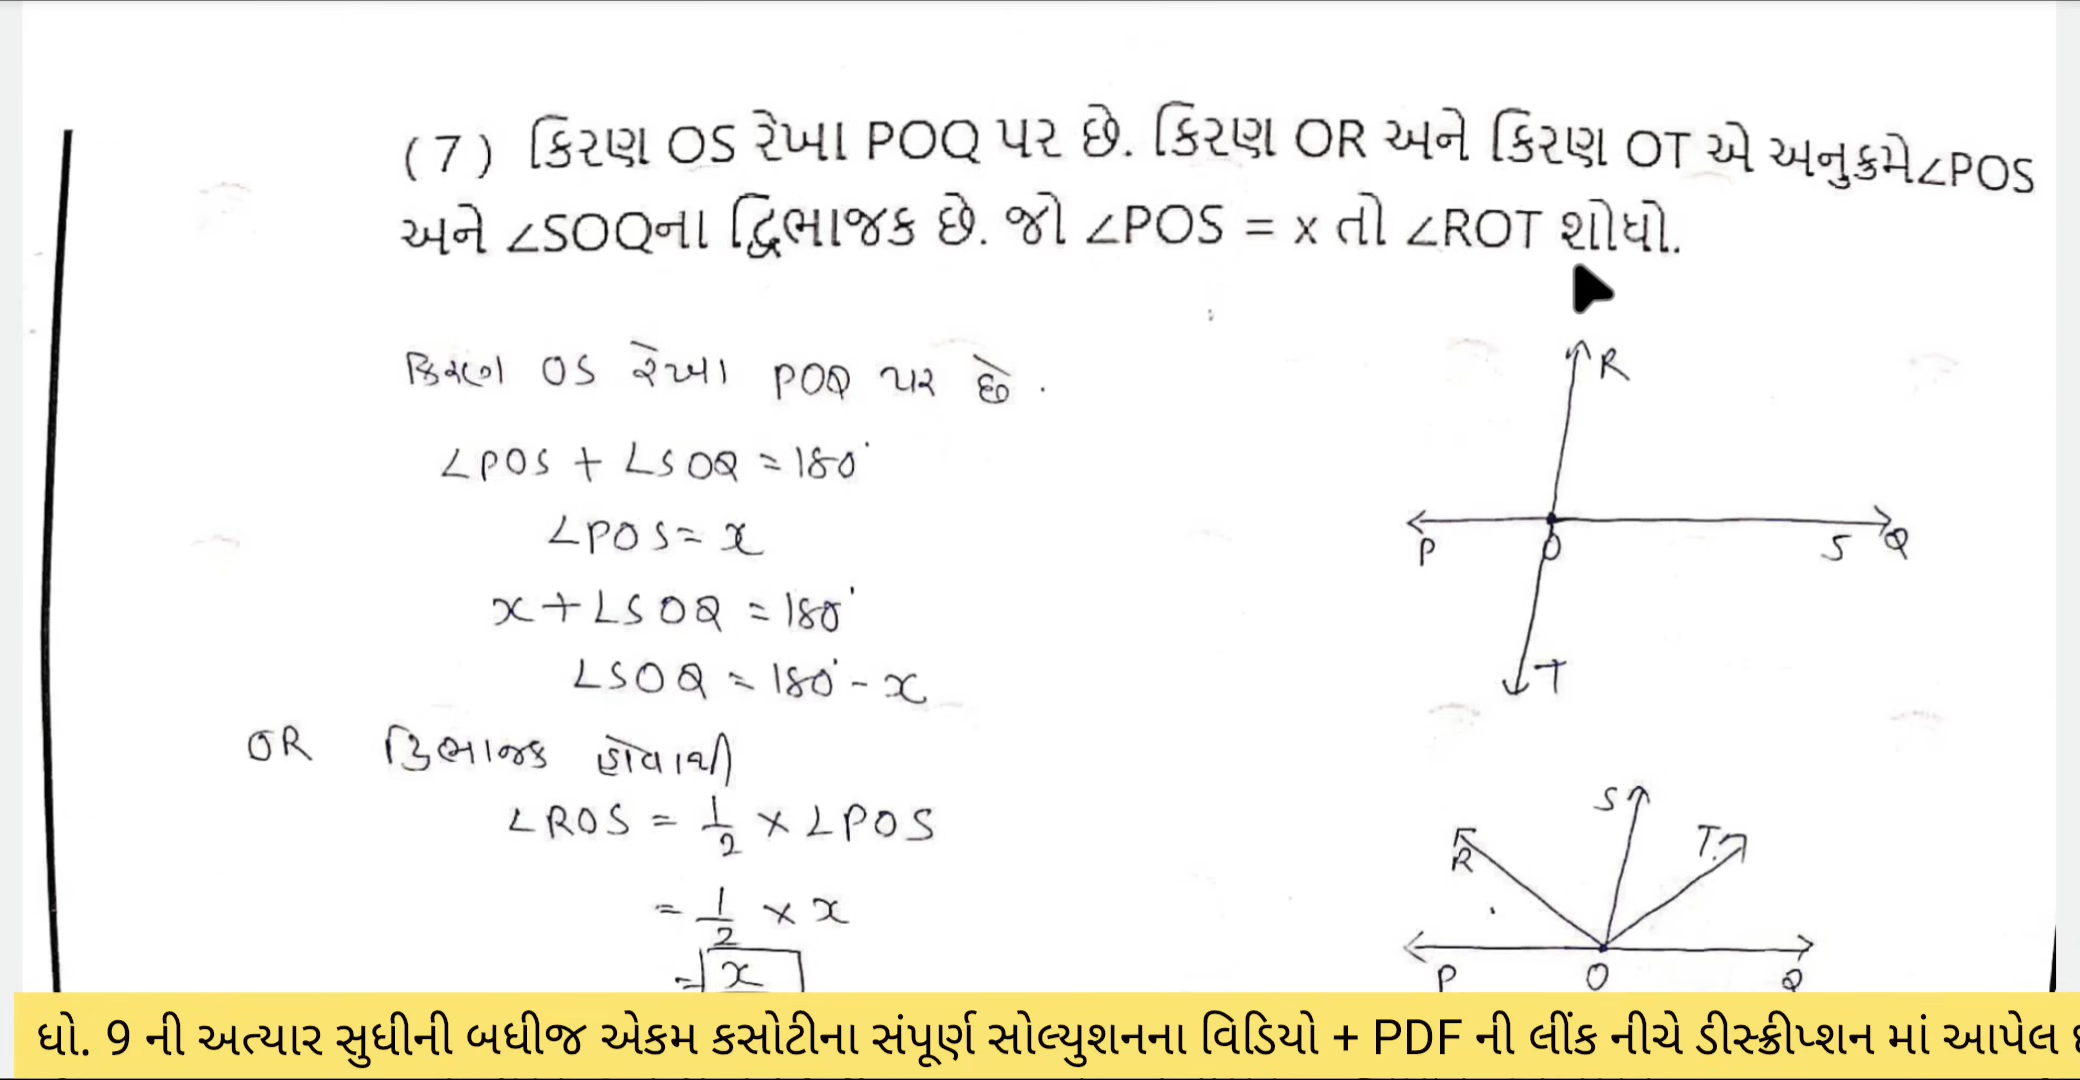 (7) કિરણ OS રેખા POQ પર છે. કિરણ OR અને કિરણ OT એ અનુક્રમે∠POS
અને ∠SOQના દ્વિભાજક છે. જો ∠POS = x તો ∠ROT શોધો.
કિરણ OS રેખા POQ પર છે.
∠POS + ∠SOQ = 180°
∠POS = x
x + ∠SOQ = 180°
∠SOQ = 180° - x
OR દ્વિભાજક હોવાથી
∠ROS = 1/2 × ∠POS
= 1/2 × x
= x
R
P O S Q
T
S
R T
P O Q
ધો. 9 ની અત્યાર સુધીની બધીજ એકમ કસોટીના સંપૂર્ણ સોલ્યુશનના વિડિયો + PDF ની લીંક નીચે ડીસ્ક્રીપ્શન માં આપેલ